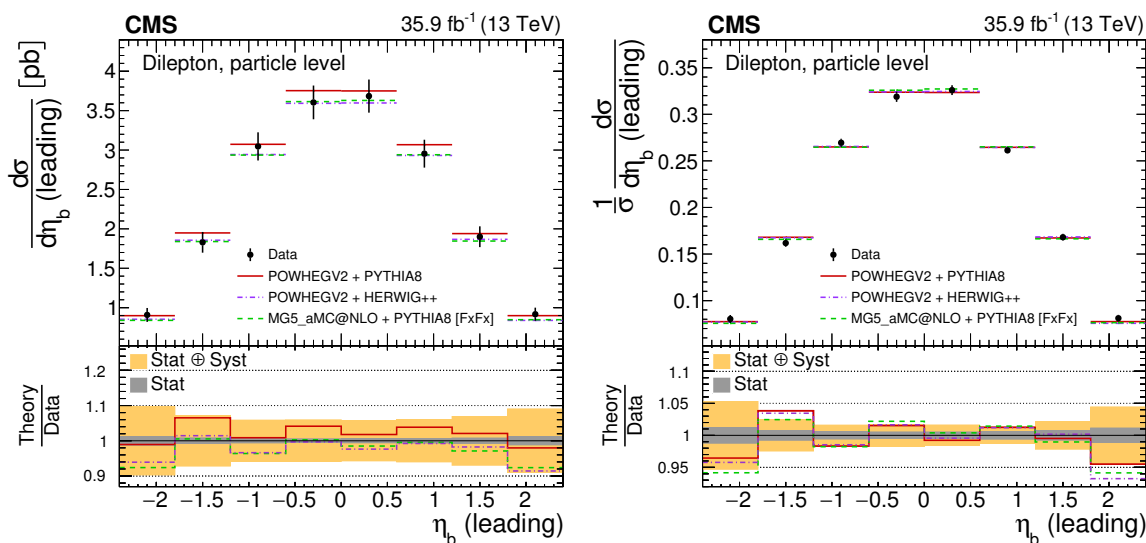 CMS 35.9 fb⁻¹ (13 TeV)
Dilepton, particle level
dσ / dη_b (leading) [pb]
4
3.5
3
2.5
2
1.5
1
Data
POWHEGV2 + PYTHIA8
POWHEGV2 + HERWIG++
MG5_aMC@NLO + PYTHIA8 [FxFx]
Stat ⊕ Syst
Stat
Theory / Data
1.2
1.1
1
0.9
−2 −1.5 −1 −0.5 0 0.5 1 1.5 2
η_b (leading)
CMS 35.9 fb⁻¹ (13 TeV)
Dilepton, particle level
1/σ dσ / dη_b (leading)
0.35
0.3
0.25
0.2
0.15
0.1
Data
POWHEGV2 + PYTHIA8
POWHEGV2 + HERWIG++
MG5_aMC@NLO + PYTHIA8 [FxFx]
Stat ⊕ Syst
Stat
Theory / Data
1.1
1.05
1
0.95
−2 −1.5 −1 −0.5 0 0.5 1 1.5 2
η_b (leading)